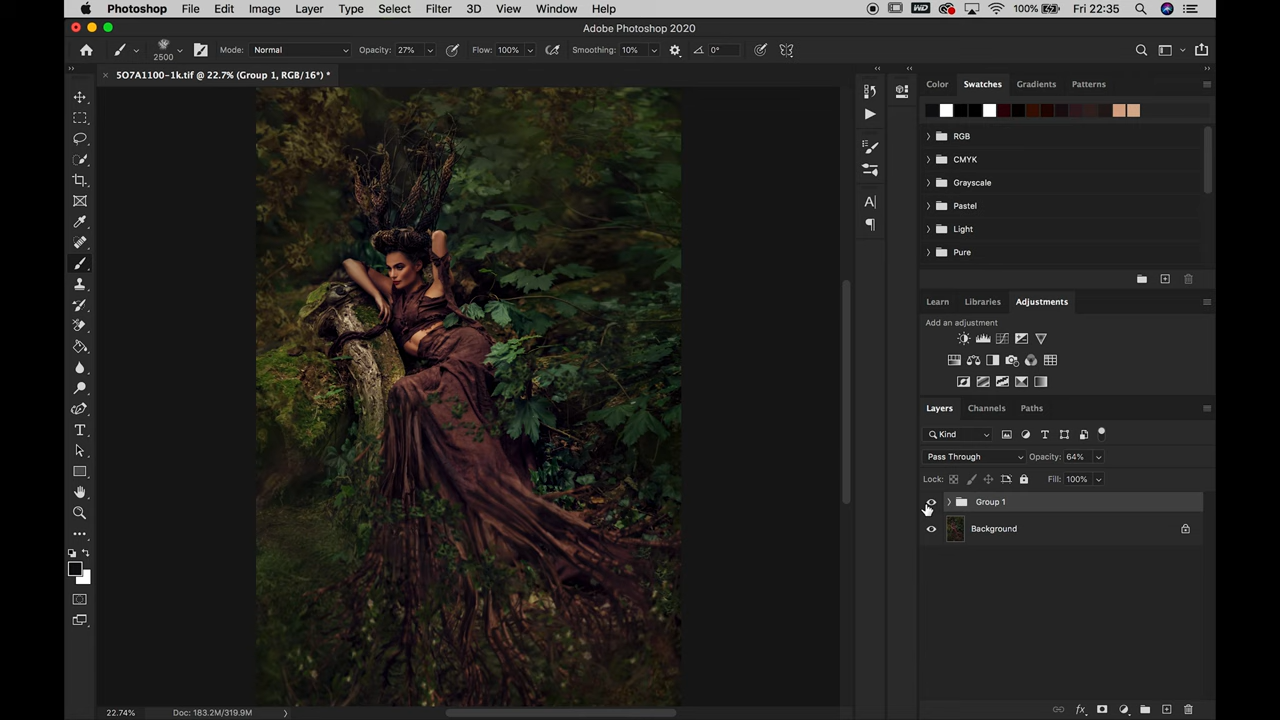 Photoshop File Edit Image Layer Type Select Filter 3D View Window Help WD 100% Fri 22:35
Adobe Photoshop 2020
2500 Mode: Normal Opacity: 27% Flow: 100% Smoothing: 10% 0°
5O7A1100-1k.tif @ 22.7% (Group 1, RGB/16*) *
Color Swatches Gradients Patterns
RGB
CMYK
Grayscale
Pastel
Light
Pure
Learn Libraries Adjustments
Add an adjustment
Layers Channels Paths
Kind
Pass Through Opacity: 64%
Lock: Fill: 100%
Group 1
Background
22.74% Doc: 183.2M/319.9M